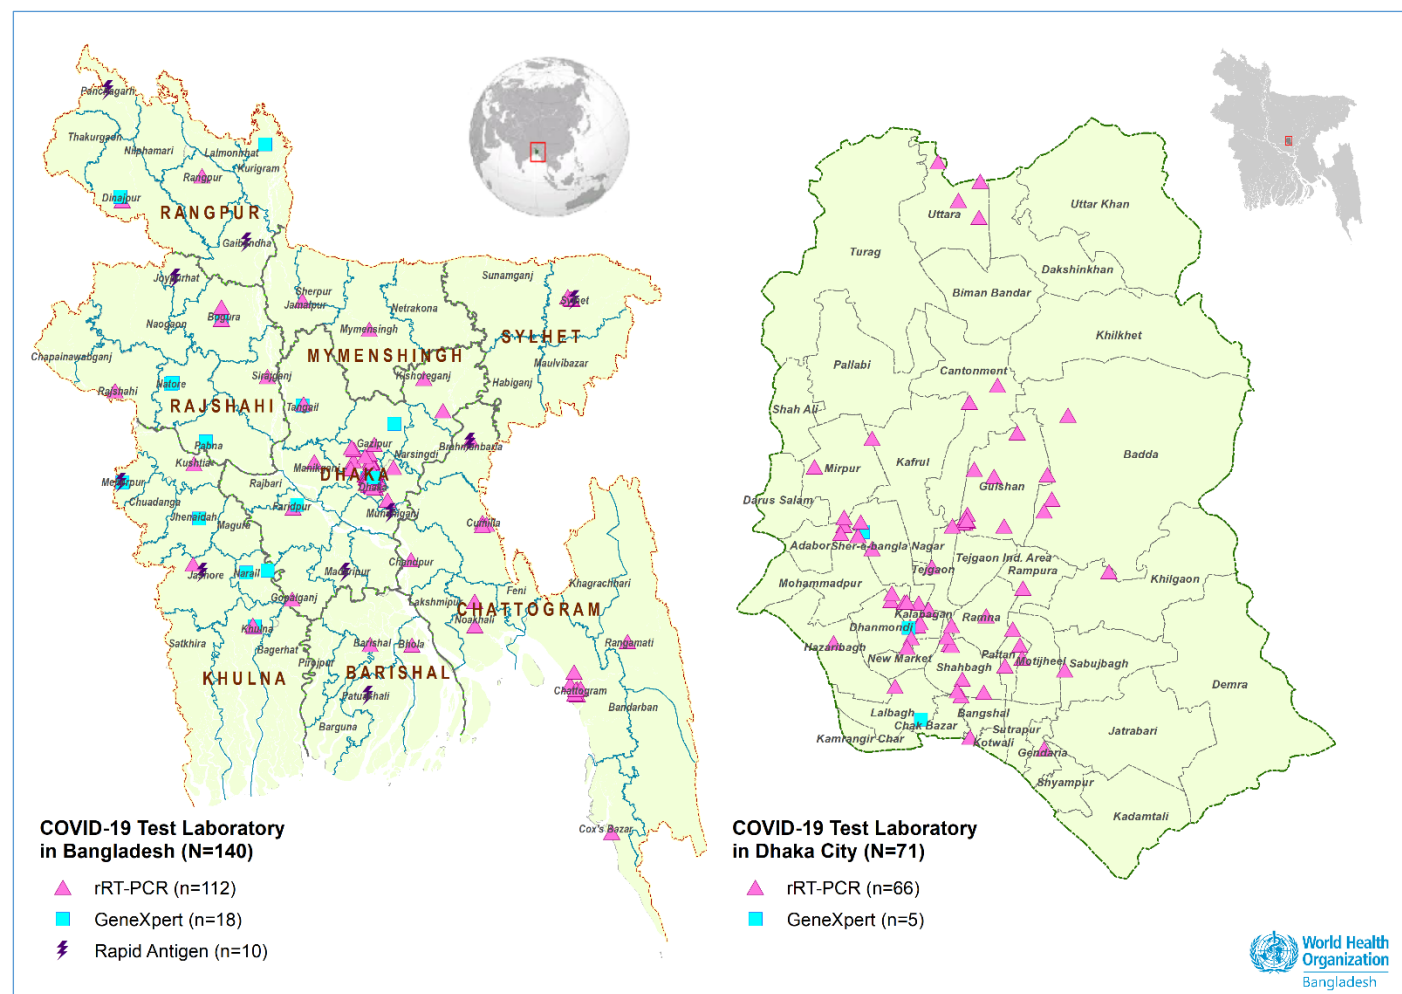 Panchagarh
Thakurgaon
Nilphamari
Lalmonirhat
Kurigram
Rangpur
Dinajpur
RANGPUR
Gaibandha
Joypurhat
Sherpur
Jamalpur
Netrakona
Sunamganj
Sylhet
Bogura
Naogaon
Mymensingh
SYLHET
MYMENSHINGH
Chapainawabganj
Maulvibazar
Habiganj
Kishoreganj
Sirajganj
Natore
Rajshahi
RAJSHAHI
Tangail
Pabna
Gazipur
Brahmanbaria
Narsingdi
Kushtia
Manikganj
DHAKA
Dhaka
Rajbari
Meherpur
Chuadanga
Faridpur
Munshiganj
Jhenaidah
Magura
Cumilla
Chandpur
Jashore
Narail
Madaripur
Khagrachhari
Feni
Gopalganj
Lakshmipur
CHATTOGRAM
Noakhali
Khulna
Satkhira
Bagerhat
Barishal
Bhola
Rangamati
Pirojpur
KHULNA
BARISHAL
Patuakhali
Chattogram
Bandarban
Barguna
Cox's Bazar
COVID-19 Test Laboratory
in Bangladesh (N=140)
rRT-PCR (n=112)
GeneXpert (n=18)
Rapid Antigen (n=10)
Uttara
Uttar Khan
Turag
Dakshinkhan
Biman Bandar
Khilkhet
Pallabi
Cantonment
Shah Ali
Badda
Mirpur
Kafrul
Gulshan
Darus Salam
Adabor
Sher-e-bangla Nagar
Tejgaon Ind. Area
Tejgaon
Rampura
Mohammadpur
Khilgaon
Kalabagan
Ramna
Dhanmondi
Hazaribagh
New Market
Paltan
Motijheel
Sabujbagh
Shahbagh
Demra
Lalbagh
Bangshal
Chak Bazar
Sutrapur
Jatrabari
Kamrangir Char
Kotwali
Gendaria
Shyampur
Kadamtali
COVID-19 Test Laboratory
in Dhaka City (N=71)
rRT-PCR (n=66)
GeneXpert (n=5)
World Health
Organization
Bangladesh